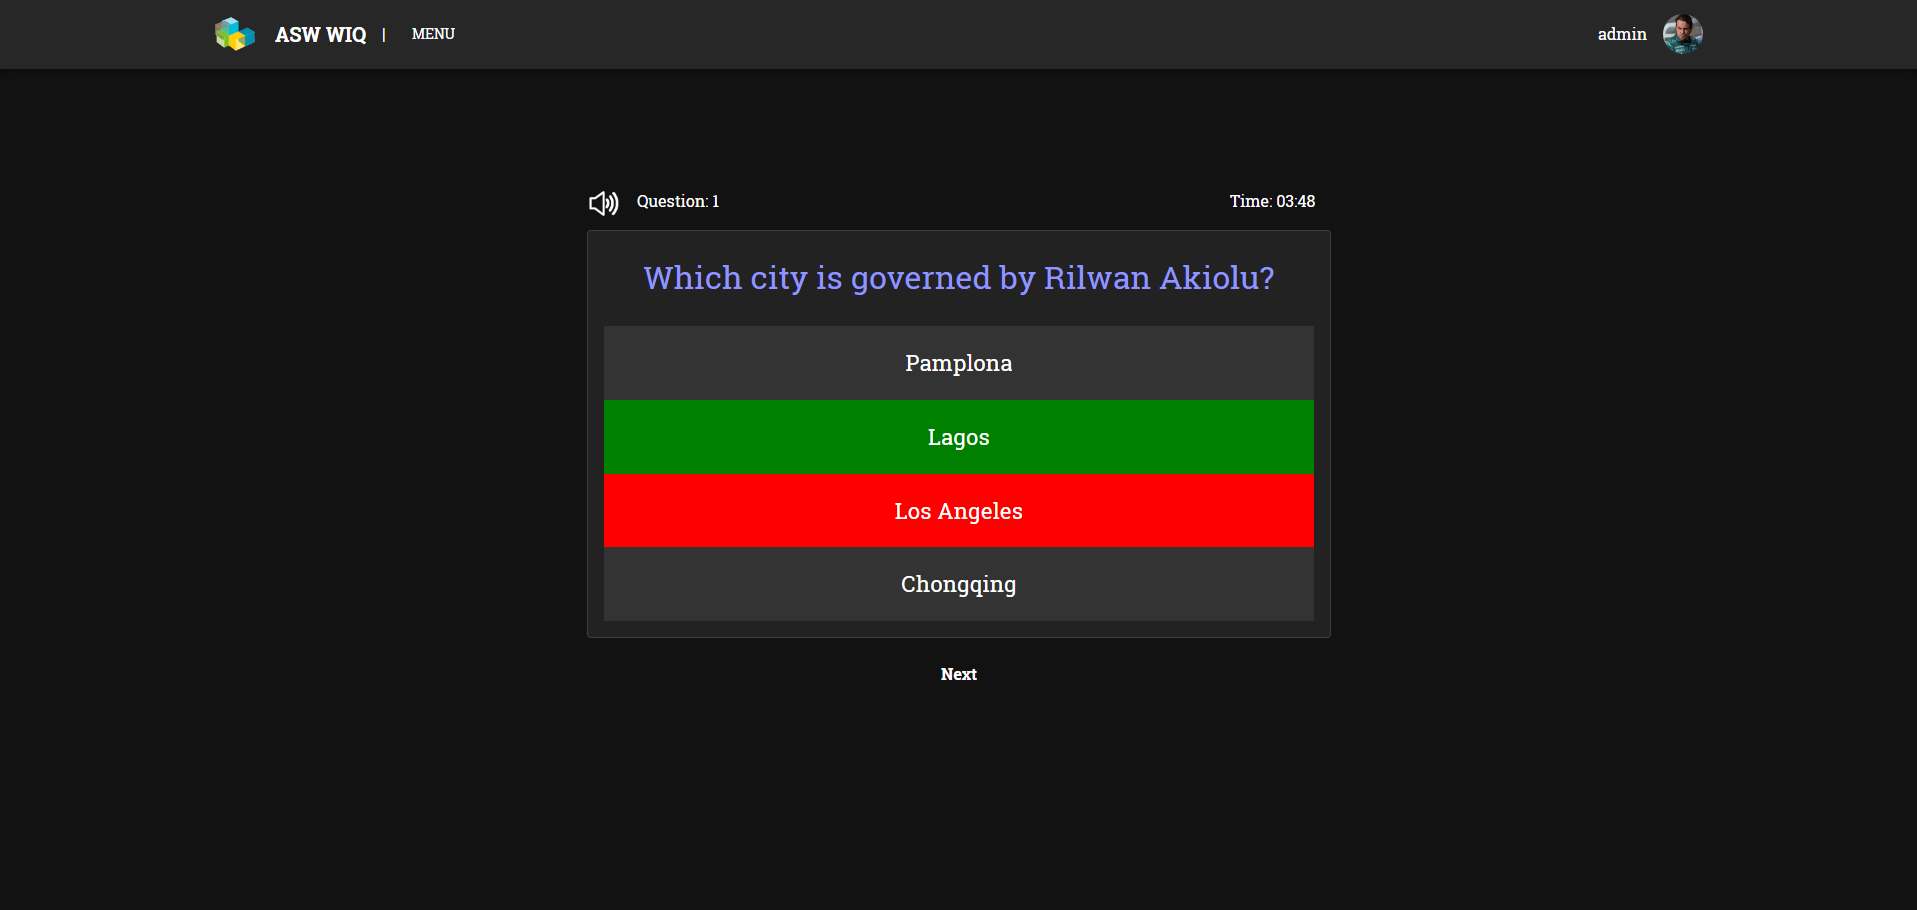 ASW WIQ | MENU admin
Question: 1 Time: 03:48
Which city is governed by Rilwan Akiolu?
Pamplona
Lagos
Los Angeles
Chongqing
Next